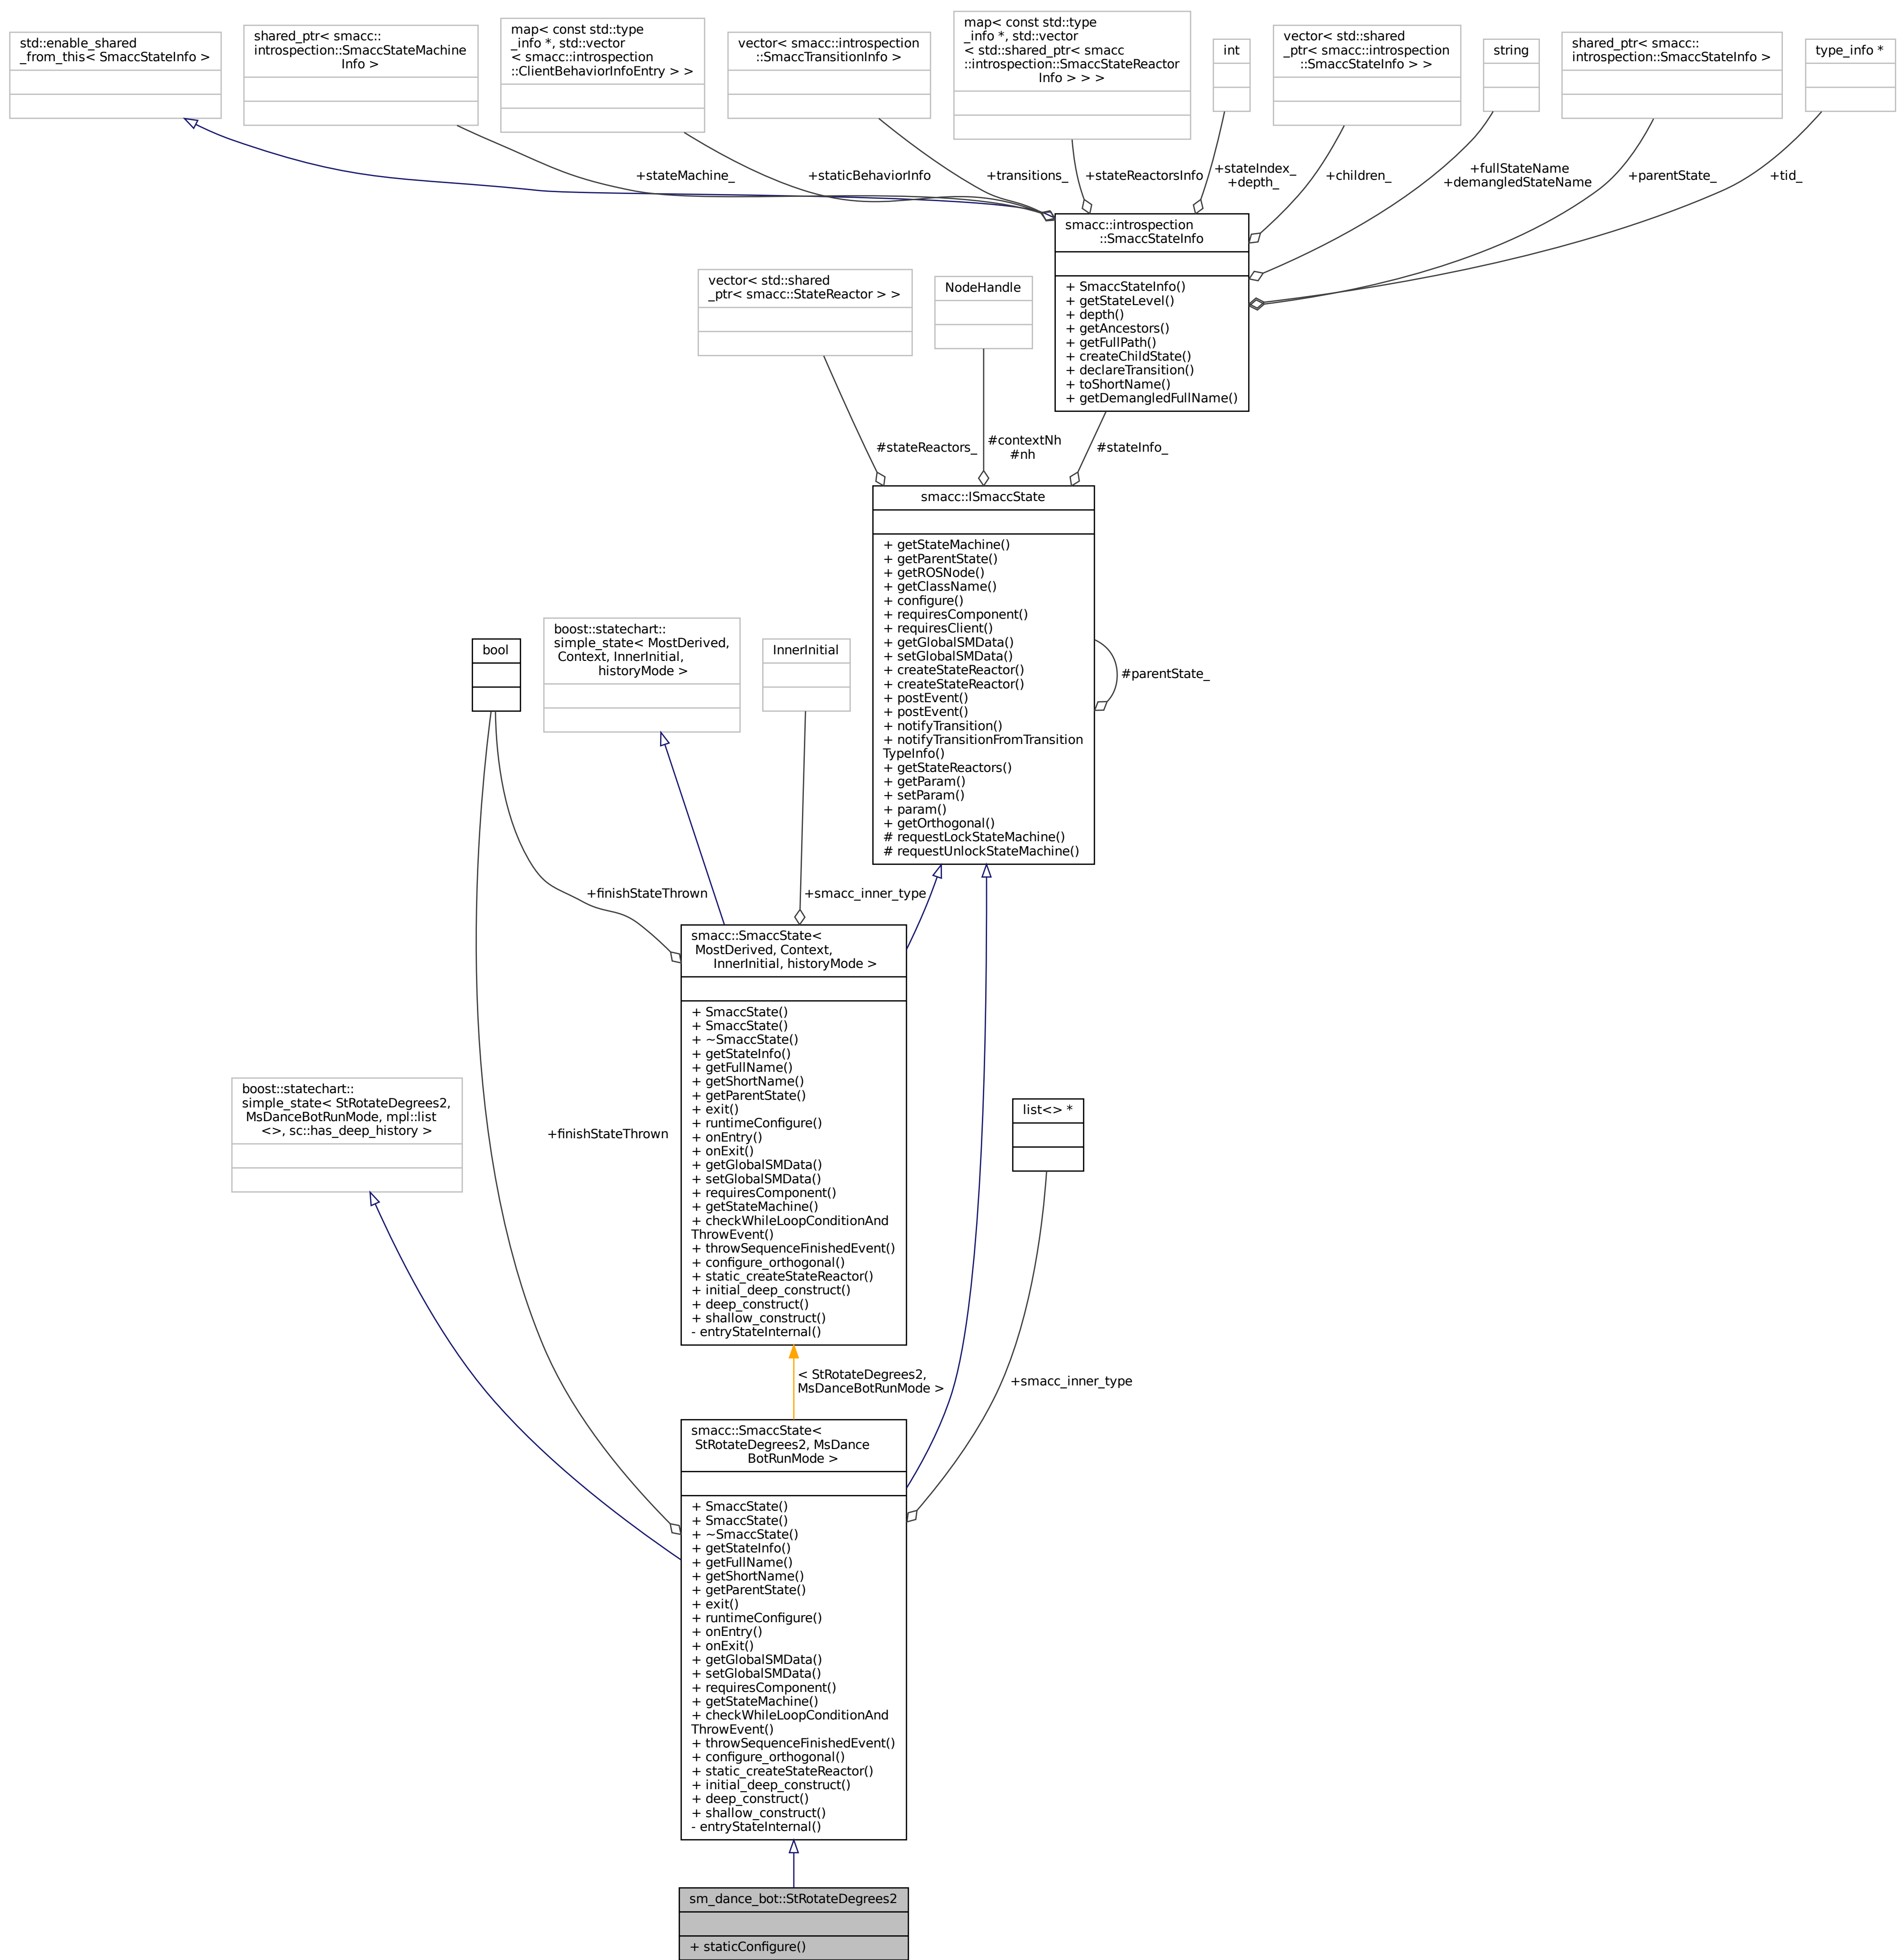 std::enable_shared
_from_this< SmaccStateInfo >
shared_ptr< smacc::
introspection::SmaccStateMachine
Info >
map< const std::type
_info *, std::vector
< smacc::introspection
::ClientBehaviorInfoEntry > >
vector< smacc::introspection
::SmaccTransitionInfo >
map< const std::type
_info *, std::vector
< std::shared_ptr< smacc
::introspection::SmaccStateReactor
Info > > >
int
vector< std::shared
_ptr< smacc::introspection
::SmaccStateInfo > >
string
shared_ptr< smacc::
introspection::SmaccStateInfo >
type_info *
+stateMachine_
+staticBehaviorInfo
+transitions_
+stateReactorsInfo
+stateIndex_
+depth_
+children_
+fullStateName
+demangledStateName
+parentState_
+tid_
smacc::introspection
::SmaccStateInfo
+ SmaccStateInfo()
+ getStateLevel()
+ depth()
+ getAncestors()
+ getFullPath()
+ createChildState()
+ declareTransition()
+ toShortName()
+ getDemangledFullName()
vector< std::shared
_ptr< smacc::StateReactor > >
NodeHandle
#stateReactors_
#contextNh
#nh
#stateInfo_
smacc::ISmaccState
+ getStateMachine()
+ getParentState()
+ getROSNode()
+ getClassName()
+ configure()
+ requiresComponent()
+ requiresClient()
+ getGlobalSMData()
+ setGlobalSMData()
+ createStateReactor()
+ createStateReactor()
+ postEvent()
+ postEvent()
+ notifyTransition()
+ notifyTransitionFromTransition
TypeInfo()
+ getStateReactors()
+ getParam()
+ setParam()
+ param()
+ getOrthogonal()
# requestLockStateMachine()
# requestUnlockStateMachine()
#parentState_
bool
boost::statechart::
simple_state< MostDerived,
Context, InnerInitial,
historyMode >
InnerInitial
+finishStateThrown
+smacc_inner_type
smacc::SmaccState<
MostDerived, Context,
InnerInitial, historyMode >
+ SmaccState()
+ SmaccState()
+ ~SmaccState()
+ getStateInfo()
+ getFullName()
+ getShortName()
+ getParentState()
+ exit()
+ runtimeConfigure()
+ onEntry()
+ onExit()
+ getGlobalSMData()
+ setGlobalSMData()
+ requiresComponent()
+ getStateMachine()
+ checkWhileLoopConditionAnd
ThrowEvent()
+ throwSequenceFinishedEvent()
+ configure_orthogonal()
+ static_createStateReactor()
+ initial_deep_construct()
+ deep_construct()
+ shallow_construct()
- entryStateInternal()
boost::statechart::
simple_state< StRotateDegrees2,
MsDanceBotRunMode, mpl::list
<>, sc::has_deep_history >
+finishStateThrown
list<> *
< StRotateDegrees2,
MsDanceBotRunMode >
+smacc_inner_type
smacc::SmaccState<
StRotateDegrees2, MsDance
BotRunMode >
+ SmaccState()
+ SmaccState()
+ ~SmaccState()
+ getStateInfo()
+ getFullName()
+ getShortName()
+ getParentState()
+ exit()
+ runtimeConfigure()
+ onEntry()
+ onExit()
+ getGlobalSMData()
+ setGlobalSMData()
+ requiresComponent()
+ getStateMachine()
+ checkWhileLoopConditionAnd
ThrowEvent()
+ throwSequenceFinishedEvent()
+ configure_orthogonal()
+ static_createStateReactor()
+ initial_deep_construct()
+ deep_construct()
+ shallow_construct()
- entryStateInternal()
sm_dance_bot::StRotateDegrees2
+ staticConfigure()